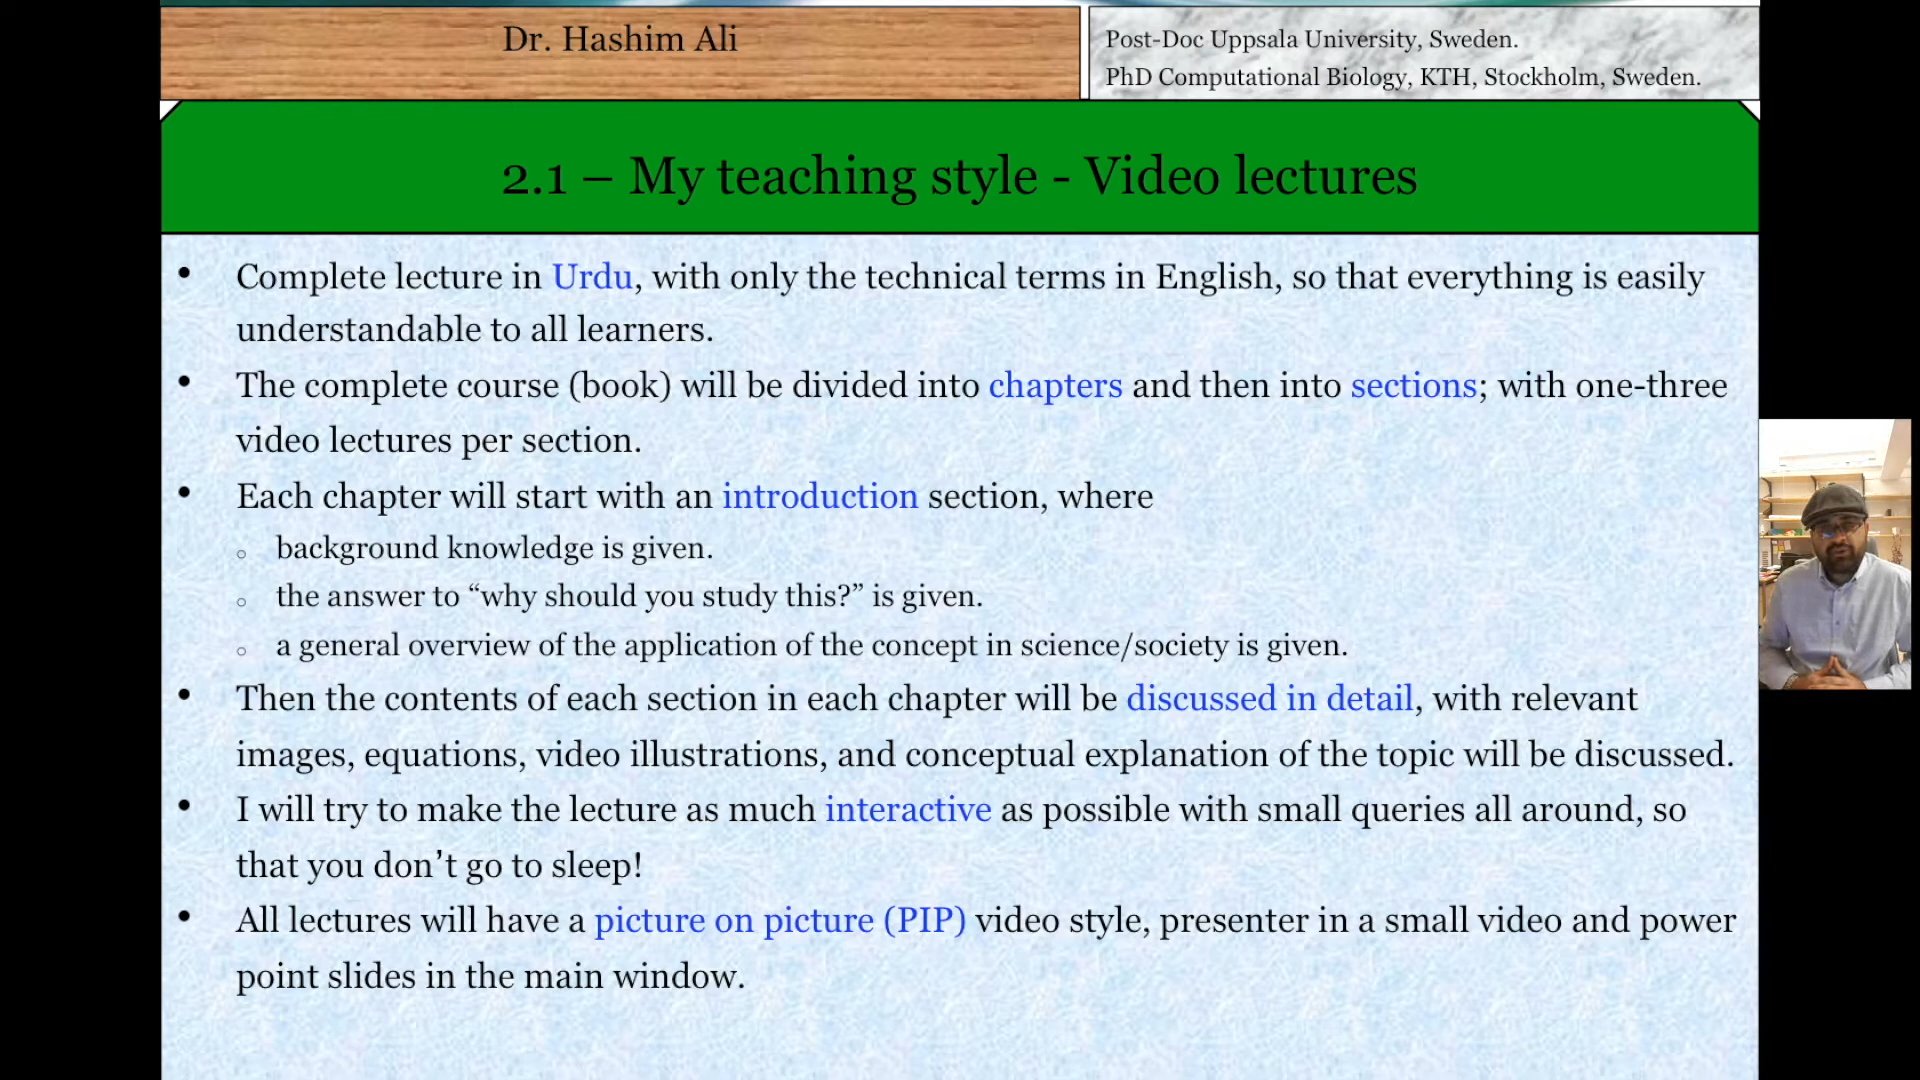 Dr. Hashim Ali
Post-Doc Uppsala University, Sweden.
PhD Computational Biology, KTH, Stockholm, Sweden.
2.1 – My teaching style - Video lectures
• Complete lecture in Urdu, with only the technical terms in English, so that everything is easily
understandable to all learners.
• The complete course (book) will be divided into chapters and then into sections; with one-three
video lectures per section.
• Each chapter will start with an introduction section, where
○ background knowledge is given.
○ the answer to “why should you study this?” is given.
○ a general overview of the application of the concept in science/society is given.
• Then the contents of each section in each chapter will be discussed in detail, with relevant
images, equations, video illustrations, and conceptual explanation of the topic will be discussed.
• I will try to make the lecture as much interactive as possible with small queries all around, so
that you don’t go to sleep!
• All lectures will have a picture on picture (PIP) video style, presenter in a small video and power
point slides in the main window.